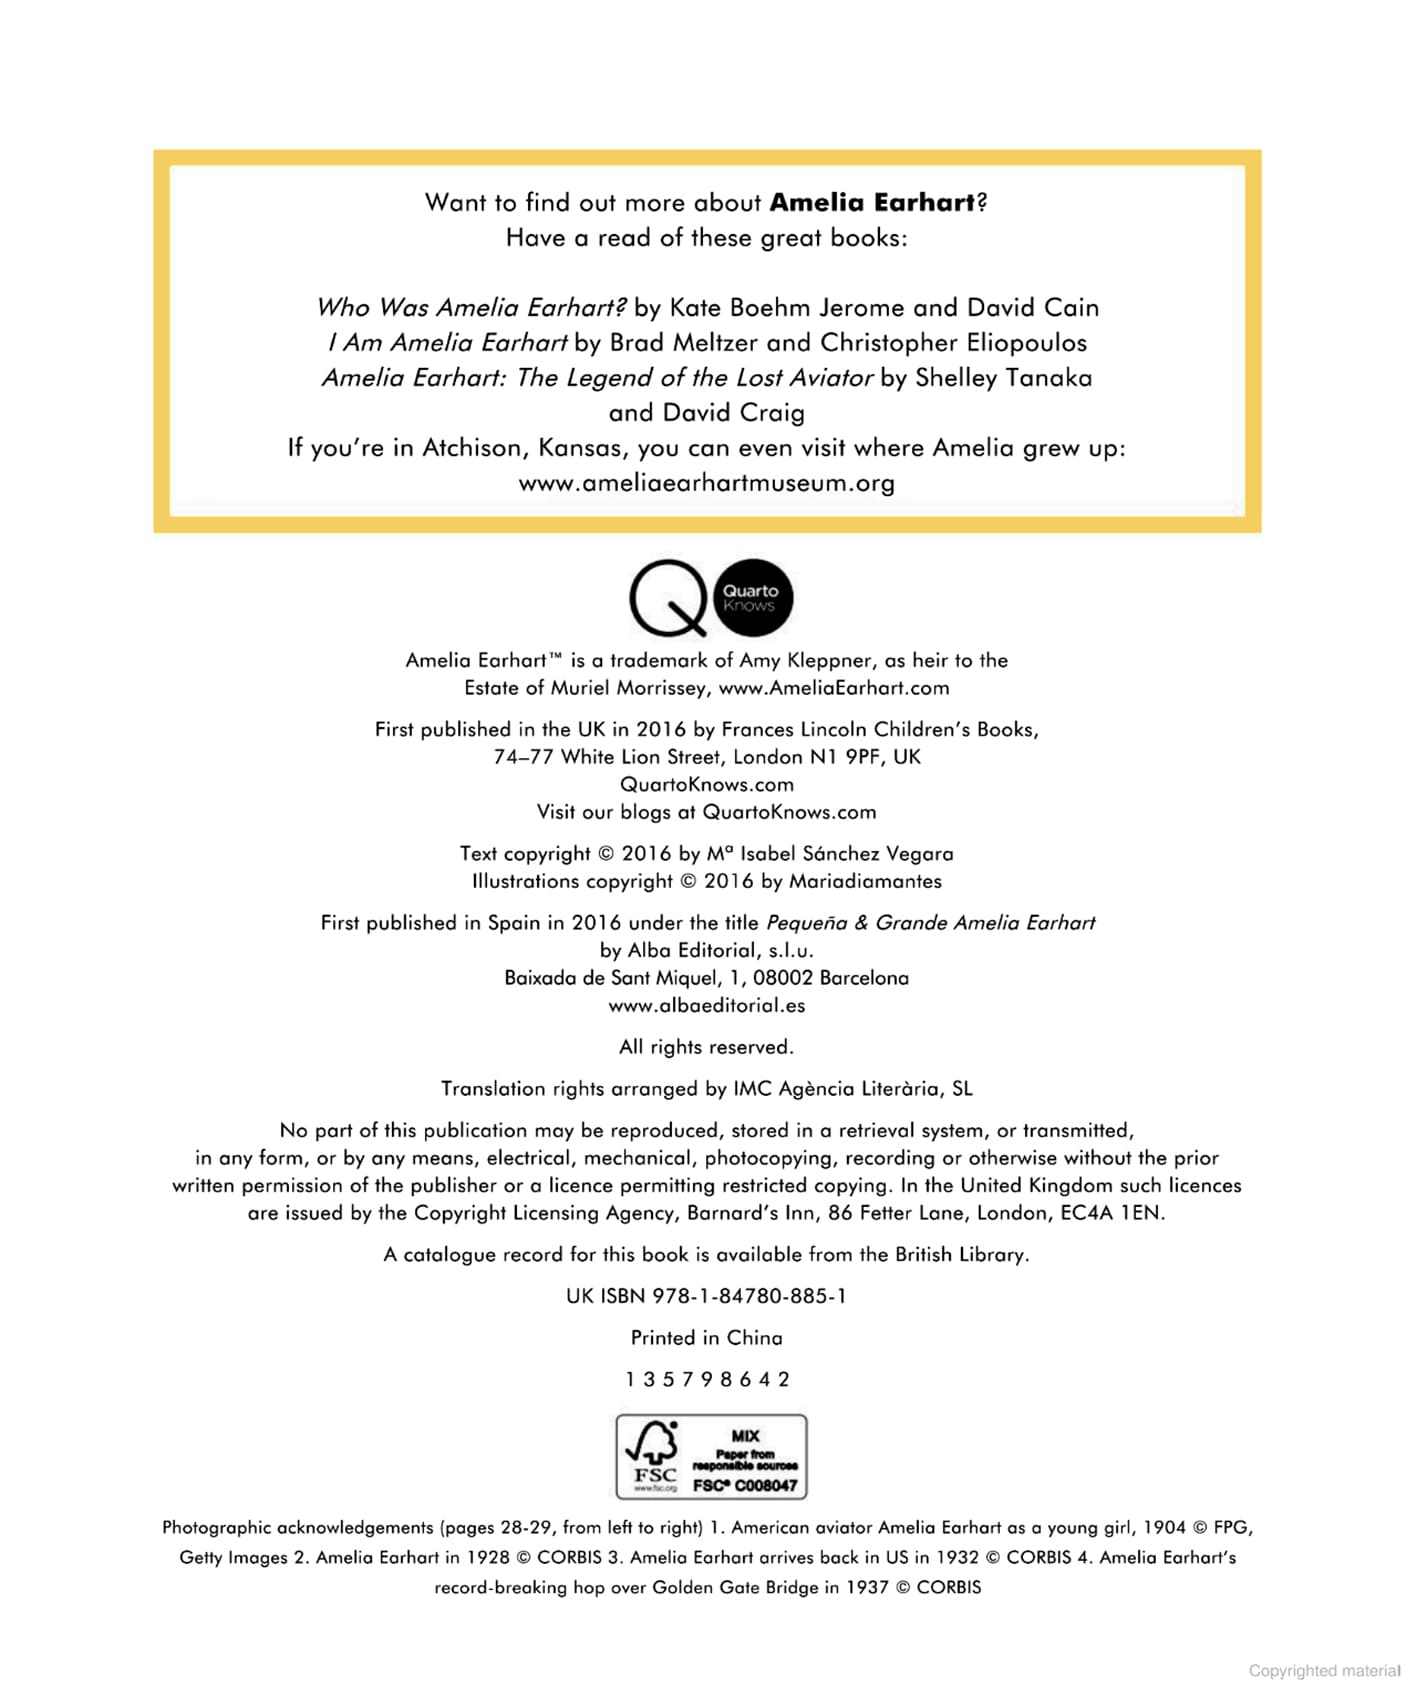 Want to find out more about Amelia Earhart?
Have a read of these great books:
Who Was Amelia Earhart? by Kate Boehm Jerome and David Cain
I Am Amelia Earhart by Brad Meltzer and Christopher Eliopoulos
Amelia Earhart: The Legend of the Lost Aviator by Shelley Tanaka
and David Craig
If you're in Atchison, Kansas, you can even visit where Amelia grew up:
www.ameliaearhartmuseum.org
Quarto
Knows
Amelia Earhart™ is a trademark of Amy Kleppner, as heir to the
Estate of Muriel Morrissey, www.AmeliaEarhart.com
First published in the UK in 2016 by Frances Lincoln Children's Books,
74–77 White Lion Street, London N1 9PF, UK
QuartoKnows.com
Visit our blogs at QuartoKnows.com
Text copyright © 2016 by Mª Isabel Sánchez Vegara
Illustrations copyright © 2016 by Mariadiamantes
First published in Spain in 2016 under the title Pequeña & Grande Amelia Earhart
by Alba Editorial, s.l.u.
Baixada de Sant Miquel, 1, 08002 Barcelona
www.albaeditorial.es
All rights reserved.
Translation rights arranged by IMC Agència Literària, SL
No part of this publication may be reproduced, stored in a retrieval system, or transmitted,
in any form, or by any means, electrical, mechanical, photocopying, recording or otherwise without the prior
written permission of the publisher or a licence permitting restricted copying. In the United Kingdom such licences
are issued by the Copyright Licensing Agency, Barnard's Inn, 86 Fetter Lane, London, EC4A 1EN.
A catalogue record for this book is available from the British Library.
UK ISBN 978-1-84780-885-1
Printed in China
1 3 5 7 9 8 6 4 2
MIX
Paper from
responsible sources
FSC® C008047
FSC
www.fsc.org
Photographic acknowledgements (pages 28-29, from left to right) 1. American aviator Amelia Earhart as a young girl, 1904 © FPG,
Getty Images 2. Amelia Earhart in 1928 © CORBIS 3. Amelia Earhart arrives back in US in 1932 © CORBIS 4. Amelia Earhart's
record-breaking hop over Golden Gate Bridge in 1937 © CORBIS
Copyrighted material